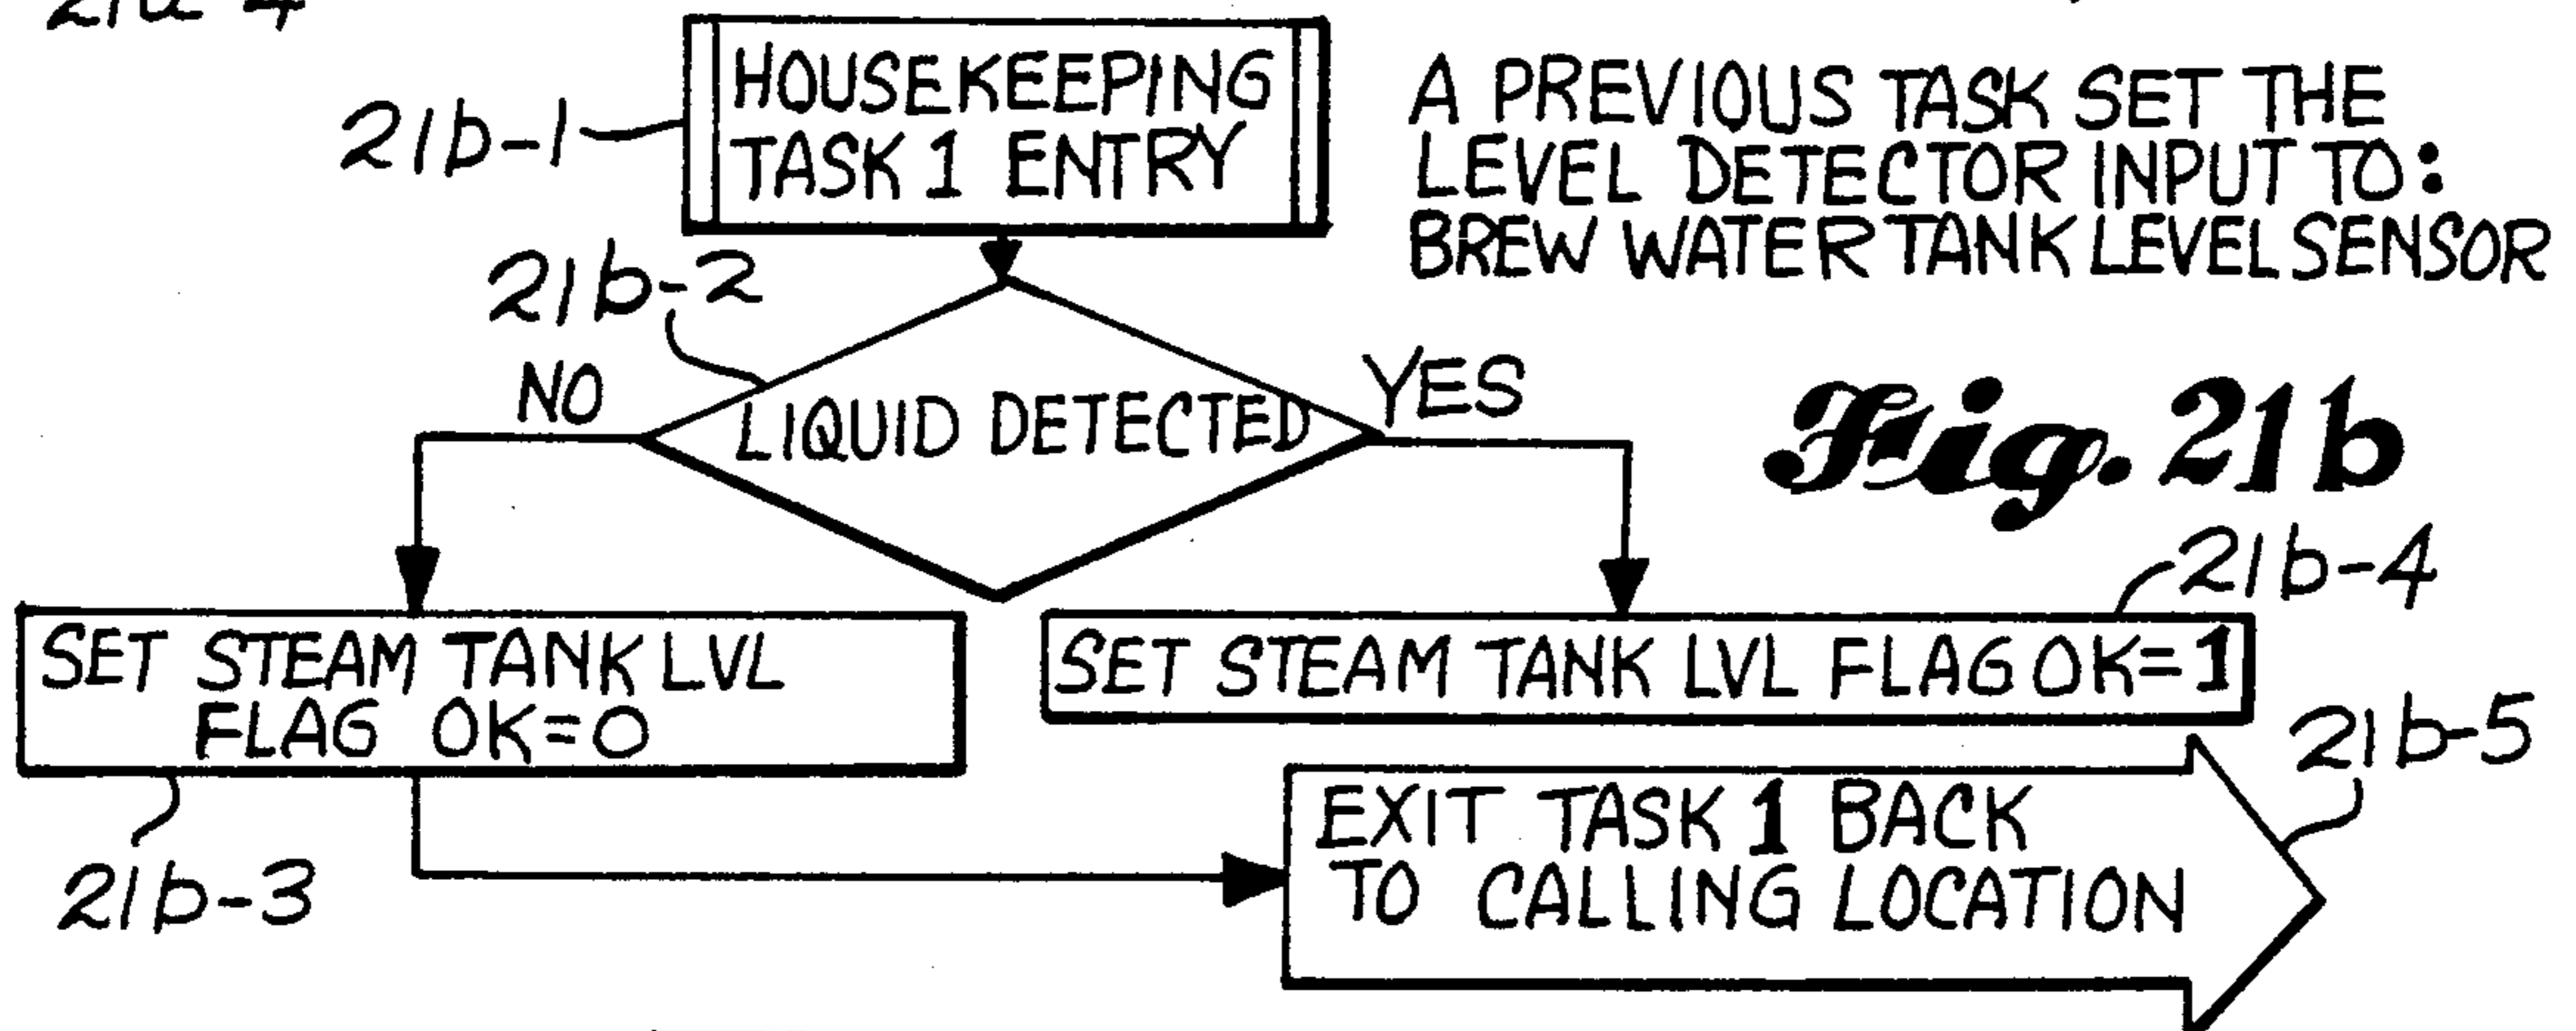 HOUSEKEEPING
TASK 1 ENTRY
21b-1
A PREVIOUS TASK SET THE
LEVEL DETECTOR INPUT TO:
BREW WATER TANK LEVEL SENSOR
21b-2
NO
LIQUID DETECTED
YES
Fig. 21b
21b-4
SET STEAM TANK LVL
FLAG OK=0
SET STEAM TANK LVL FLAG OK=1
21b-5
EXIT TASK 1 BACK
TO CALLING LOCATION
21b-3